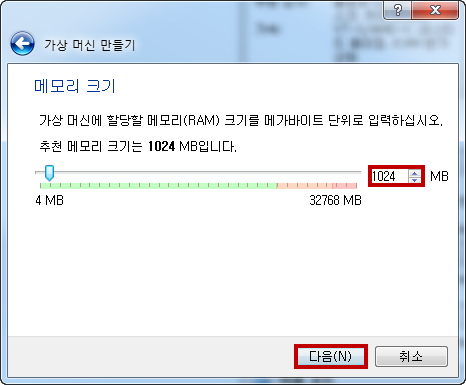 가상 머신 만들기
메모리 크기
가상 머신에 할당할 메모리(RAM) 크기를 메가바이트 단위로 입력하십시오.
추천 메모리 크기는 1024 MB입니다.
1024 MB
4 MB 32768 MB
다음(N) 취소